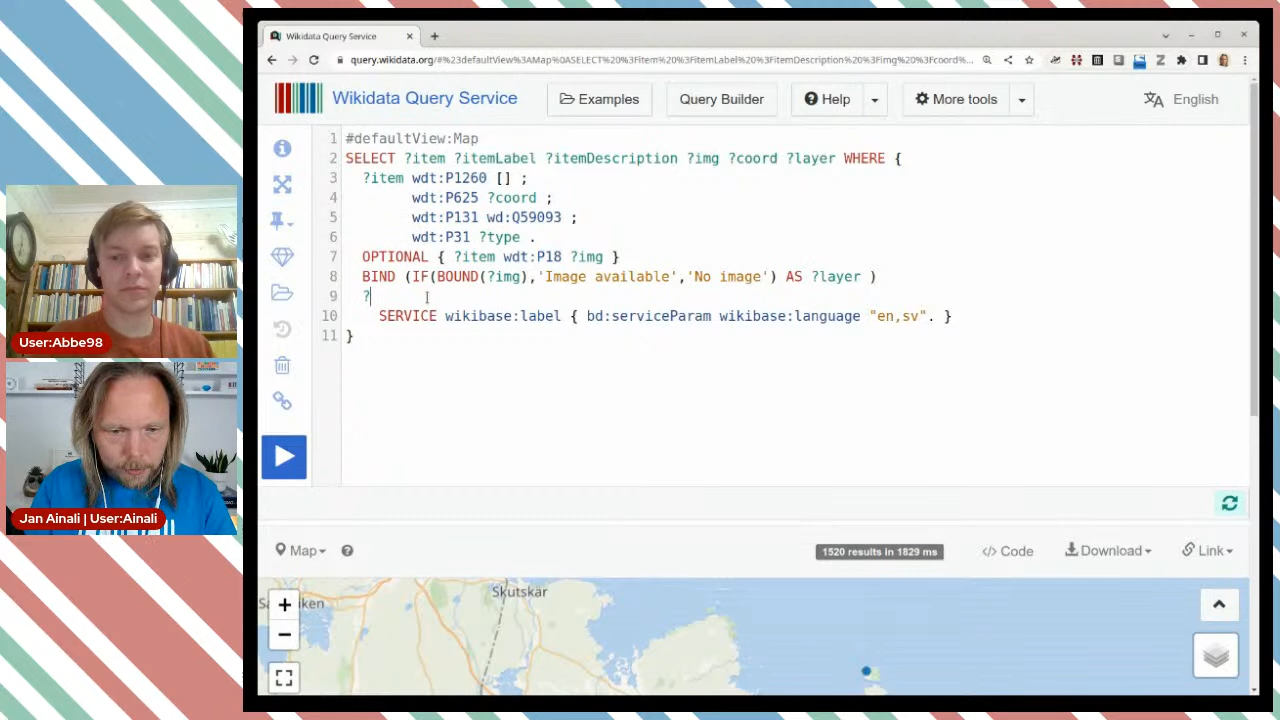 Wikidata Query Service
query.wikidata.org/#%23defaultView%3AMap%0ASELECT%20%3Fitem%20%3FitemLabel%20%3FitemDescription%20%3Fimg%20%3Fcoord%...
Wikidata Query Service
Examples
Query Builder
Help
More tools
English
1 #defaultView:Map
2 SELECT ?item ?itemLabel ?itemDescription ?img ?coord ?layer WHERE {
3 ?item wdt:P1260 [] ;
4 wdt:P625 ?coord ;
5 wdt:P131 wd:Q59093 ;
6 wdt:P31 ?type .
7 OPTIONAL { ?item wdt:P18 ?img }
8 BIND (IF(BOUND(?img),'Image available','No image') AS ?layer )
9 ?
10 SERVICE wikibase:label { bd:serviceParam wikibase:language "en,sv". }
11 }
User:Abbe98
Jan Ainali | User:Ainali
Map
1520 results in 1829 ms
</> Code
Download
Link
Skutskär
+
−